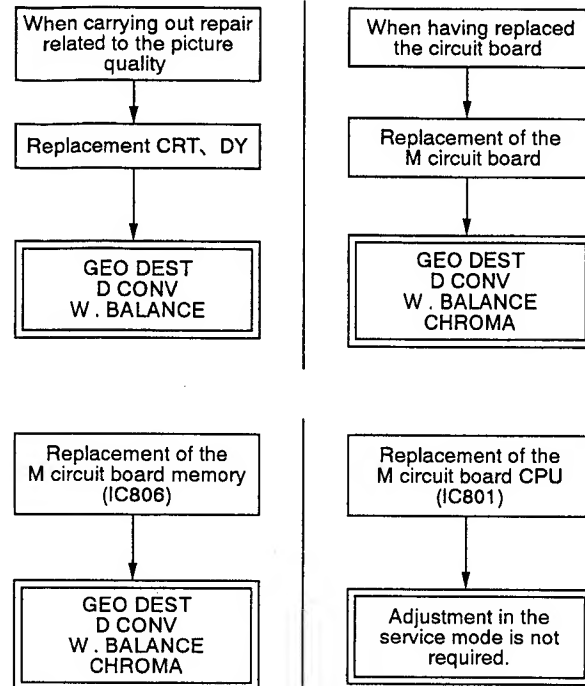 When carrying out repair
related to the picture
quality
Replacement CRT、DY
GEO DEST
D CONV
W . BALANCE
When having replaced
the circuit board
Replacement of the
M circuit board
GEO DEST
D CONV
W . BALANCE
CHROMA
Replacement of the
M circuit board memory
(IC806)
GEO DEST
D CONV
W . BALANCE
CHROMA
Replacement of the
M circuit board CPU
(IC801)
Adjustment in the
service mode is not
required.